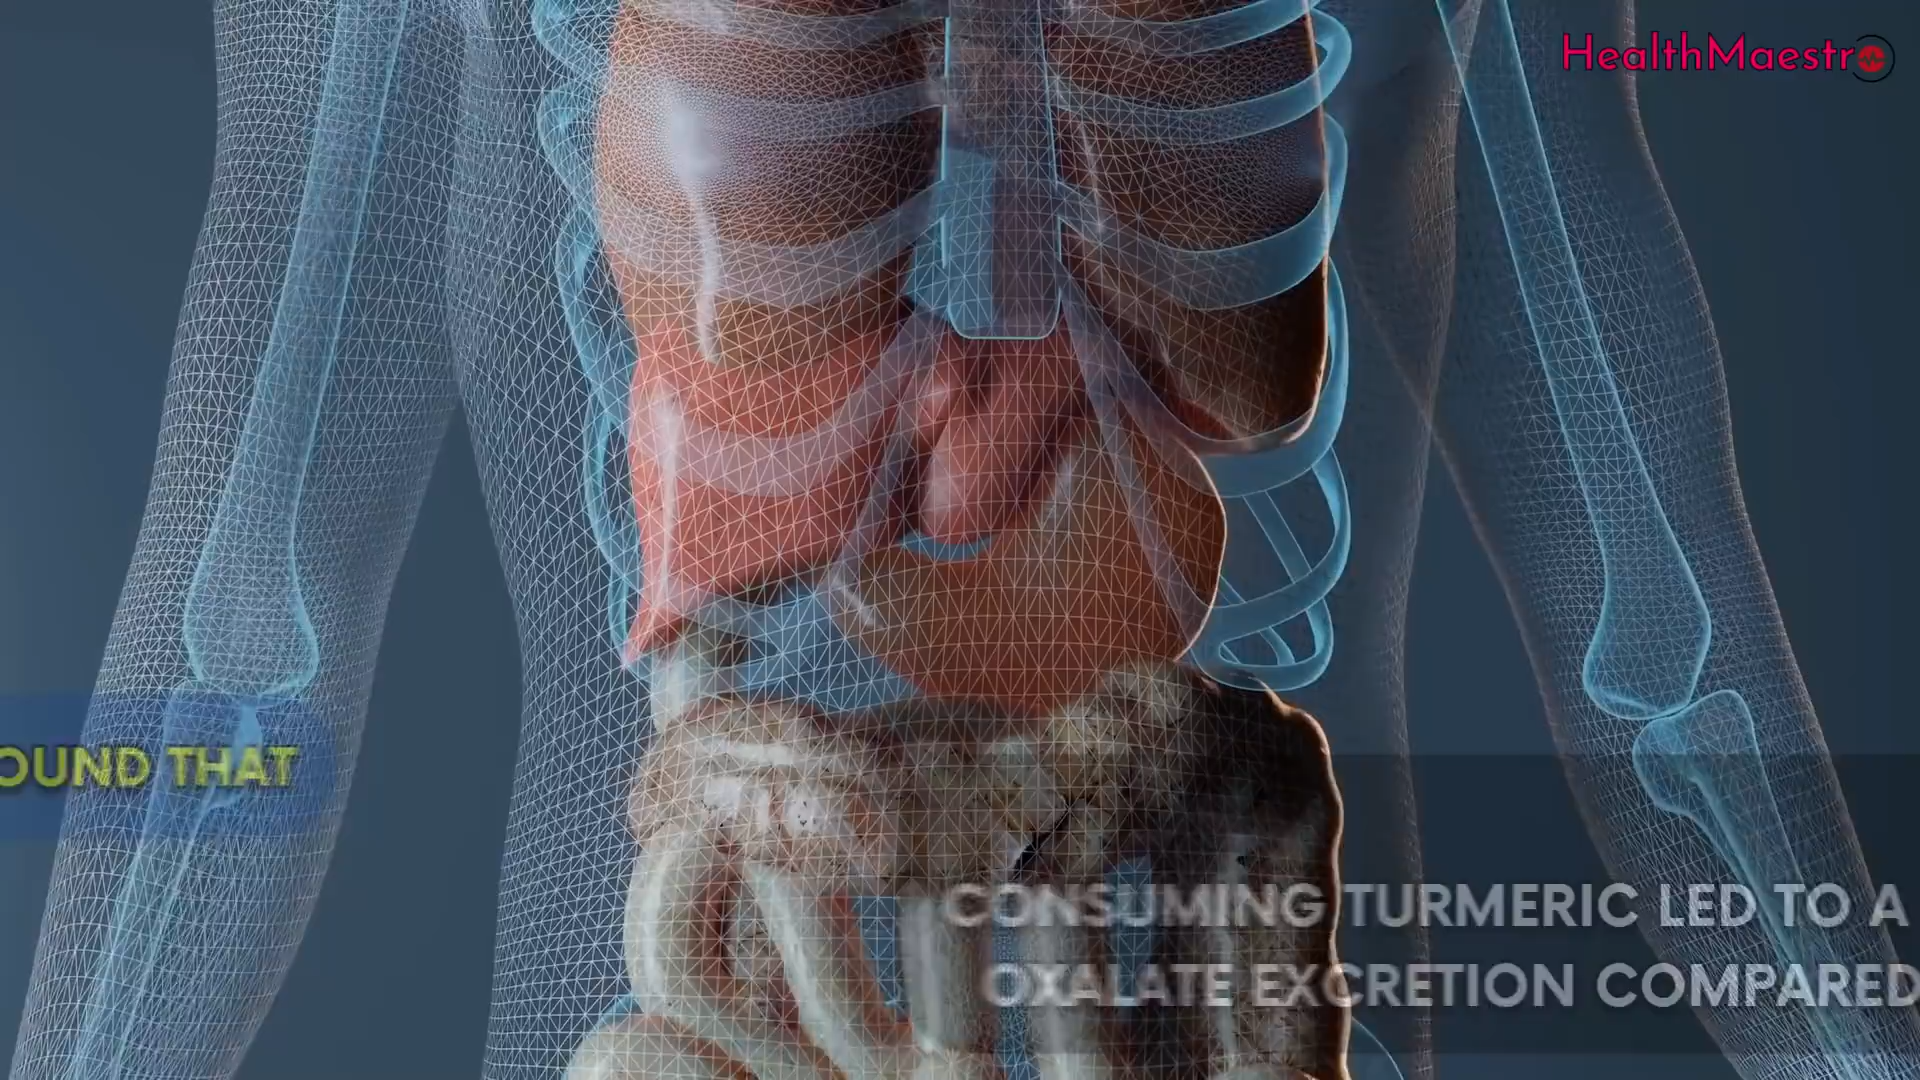 HealthMaestro
OUND THAT
CONSUMING TURMERIC LED TO A
OXALATE EXCRETION COMPARED